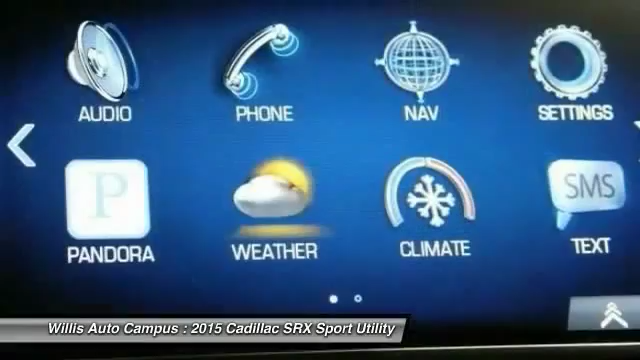 AUDIO PHONE NAV SETTINGS
P SMS
PANDORA WEATHER CLIMATE TEXT
Willis Auto Campus : 2015 Cadillac SRX Sport Utility